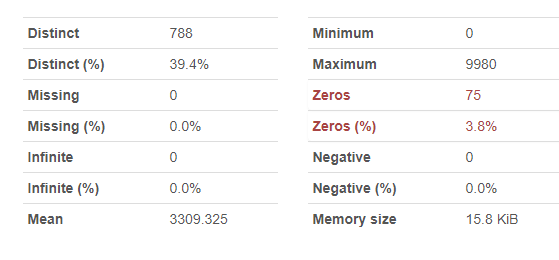 Distinct 788
Distinct (%) 39.4%
Missing 0
Missing (%) 0.0%
Infinite 0
Infinite (%) 0.0%
Mean 3309.325
Minimum 0
Maximum 9980
Zeros 75
Zeros (%) 3.8%
Negative 0
Negative (%) 0.0%
Memory size 15.8 KiB